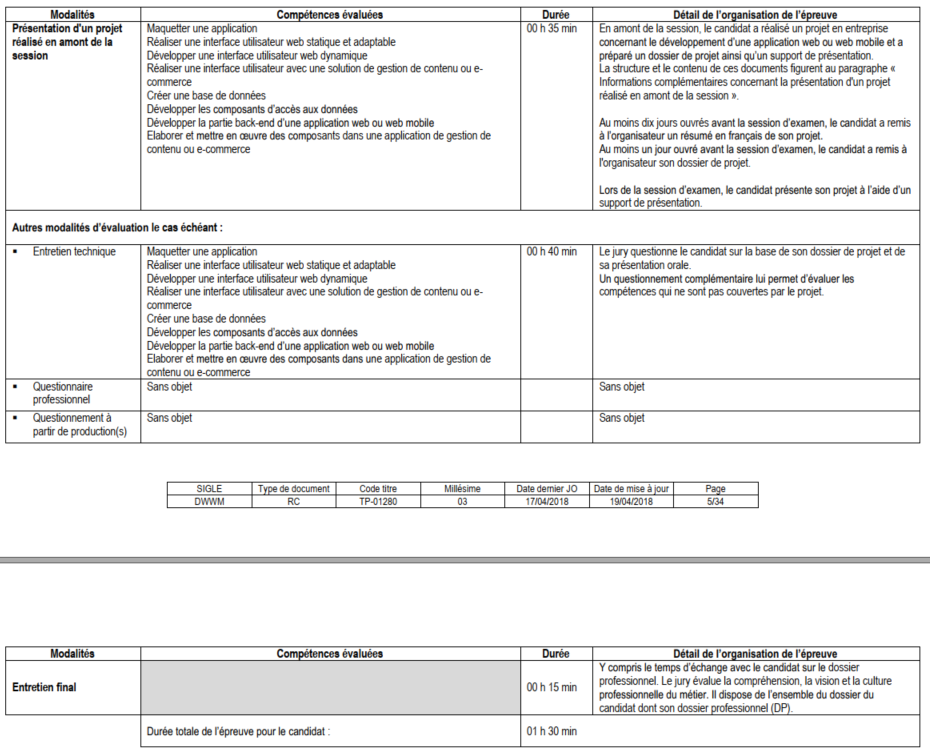 Modalités
Compétences évaluées
Durée
Détail de l'organisation de l'épreuve
Présentation d'un projet
réalisé en amont de la
session
Maquetter une application
Réaliser une interface utilisateur web statique et adaptable
Développer une interface utilisateur web dynamique
Réaliser une interface utilisateur avec une solution de gestion de contenu ou e-
commerce
Créer une base de données
Développer les composants d'accès aux données
Développer la partie back-end d'une application web ou web mobile
Elaborer et mettre en œuvre des composants dans une application de gestion de
contenu ou e-commerce
00 h 35 min
En amont de la session, le candidat a réalisé un projet en entreprise
concernant le développement d'une application web ou web mobile et a
préparé un dossier de projet ainsi qu'un support de présentation.
La structure et le contenu de ces documents figurent au paragraphe «
Informations complémentaires concernant la présentation d'un projet
réalisé en amont de la session ».
Au moins dix jours ouvrés avant la session d'examen, le candidat a remis
à l'organisateur un résumé en français de son projet.
Au moins un jour ouvré avant la session d'examen, le candidat a remis à
l'organisateur son dossier de projet.
Lors de la session d'examen, le candidat présente son projet à l'aide d'un
support de présentation.
Autres modalités d'évaluation le cas échéant :
▪ Entretien technique
Maquetter une application
Réaliser une interface utilisateur web statique et adaptable
Développer une interface utilisateur web dynamique
Réaliser une interface utilisateur avec une solution de gestion de contenu ou e-
commerce
Créer une base de données
Développer les composants d'accès aux données
Développer la partie back-end d'une application web ou web mobile
Elaborer et mettre en œuvre des composants dans une application de gestion de
contenu ou e-commerce
00 h 40 min
Le jury questionne le candidat sur la base de son dossier de projet et de
sa présentation orale.
Un questionnement complémentaire lui permet d'évaluer les
compétences qui ne sont pas couvertes par le projet.
▪ Questionnaire
professionnel
Sans objet
Sans objet
▪ Questionnement à
partir de production(s)
Sans objet
Sans objet
SIGLE
Type de document
Code titre
Millésime
Date dernier JO
Date de mise à jour
Page
DWWM
RC
TP-01280
03
17/04/2018
19/04/2018
5/34
Modalités
Compétences évaluées
Durée
Détail de l'organisation de l'épreuve
Entretien final
00 h 15 min
Y compris le temps d'échange avec le candidat sur le dossier
professionnel. Le jury évalue la compréhension, la vision et la culture
professionnelle du métier. Il dispose de l'ensemble du dossier du
candidat dont son dossier professionnel (DP).
Durée totale de l'épreuve pour le candidat :
01 h 30 min